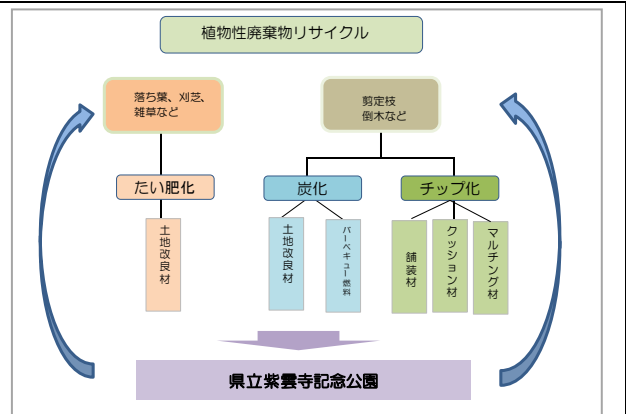 植物性廃棄物リサイクル
落ち葉、刈芝、
雑草など
剪定枝
倒木など
たい肥化
炭化
チップ化
土地改良材
土地改良材
バーベキュー燃料
舗装材
クッション材
マルチング材
県立紫雲寺記念公園